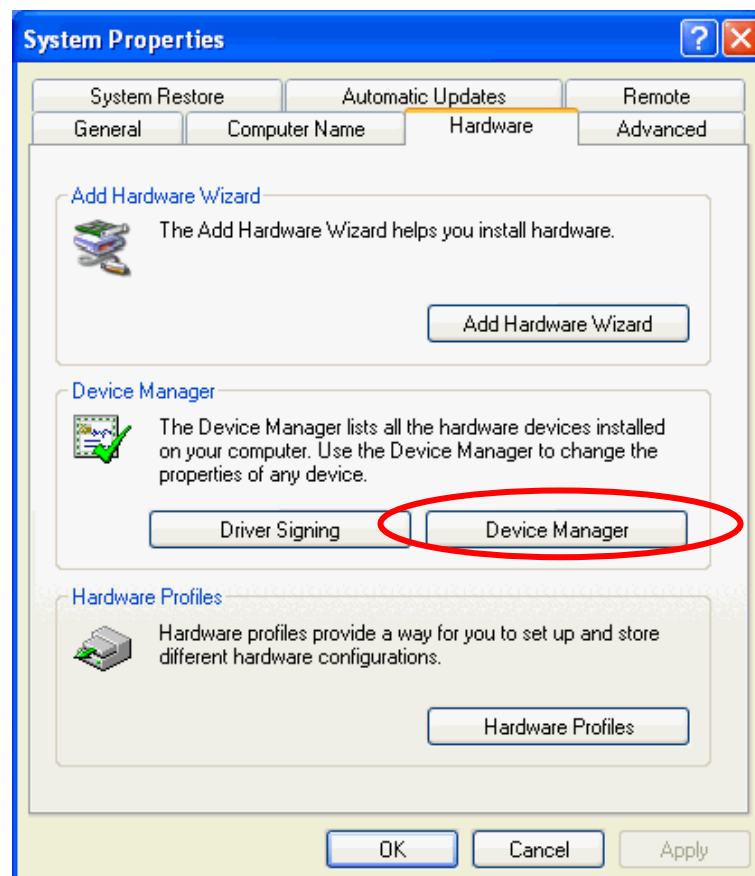 System Properties
System Restore Automatic Updates Remote
General Computer Name Hardware Advanced
Add Hardware Wizard
The Add Hardware Wizard helps you install hardware.
Add Hardware Wizard
Device Manager
The Device Manager lists all the hardware devices installed
on your computer. Use the Device Manager to change the
properties of any device.
Driver Signing Device Manager
Hardware Profiles
Hardware profiles provide a way for you to set up and store
different hardware configurations.
Hardware Profiles
OK Cancel Apply